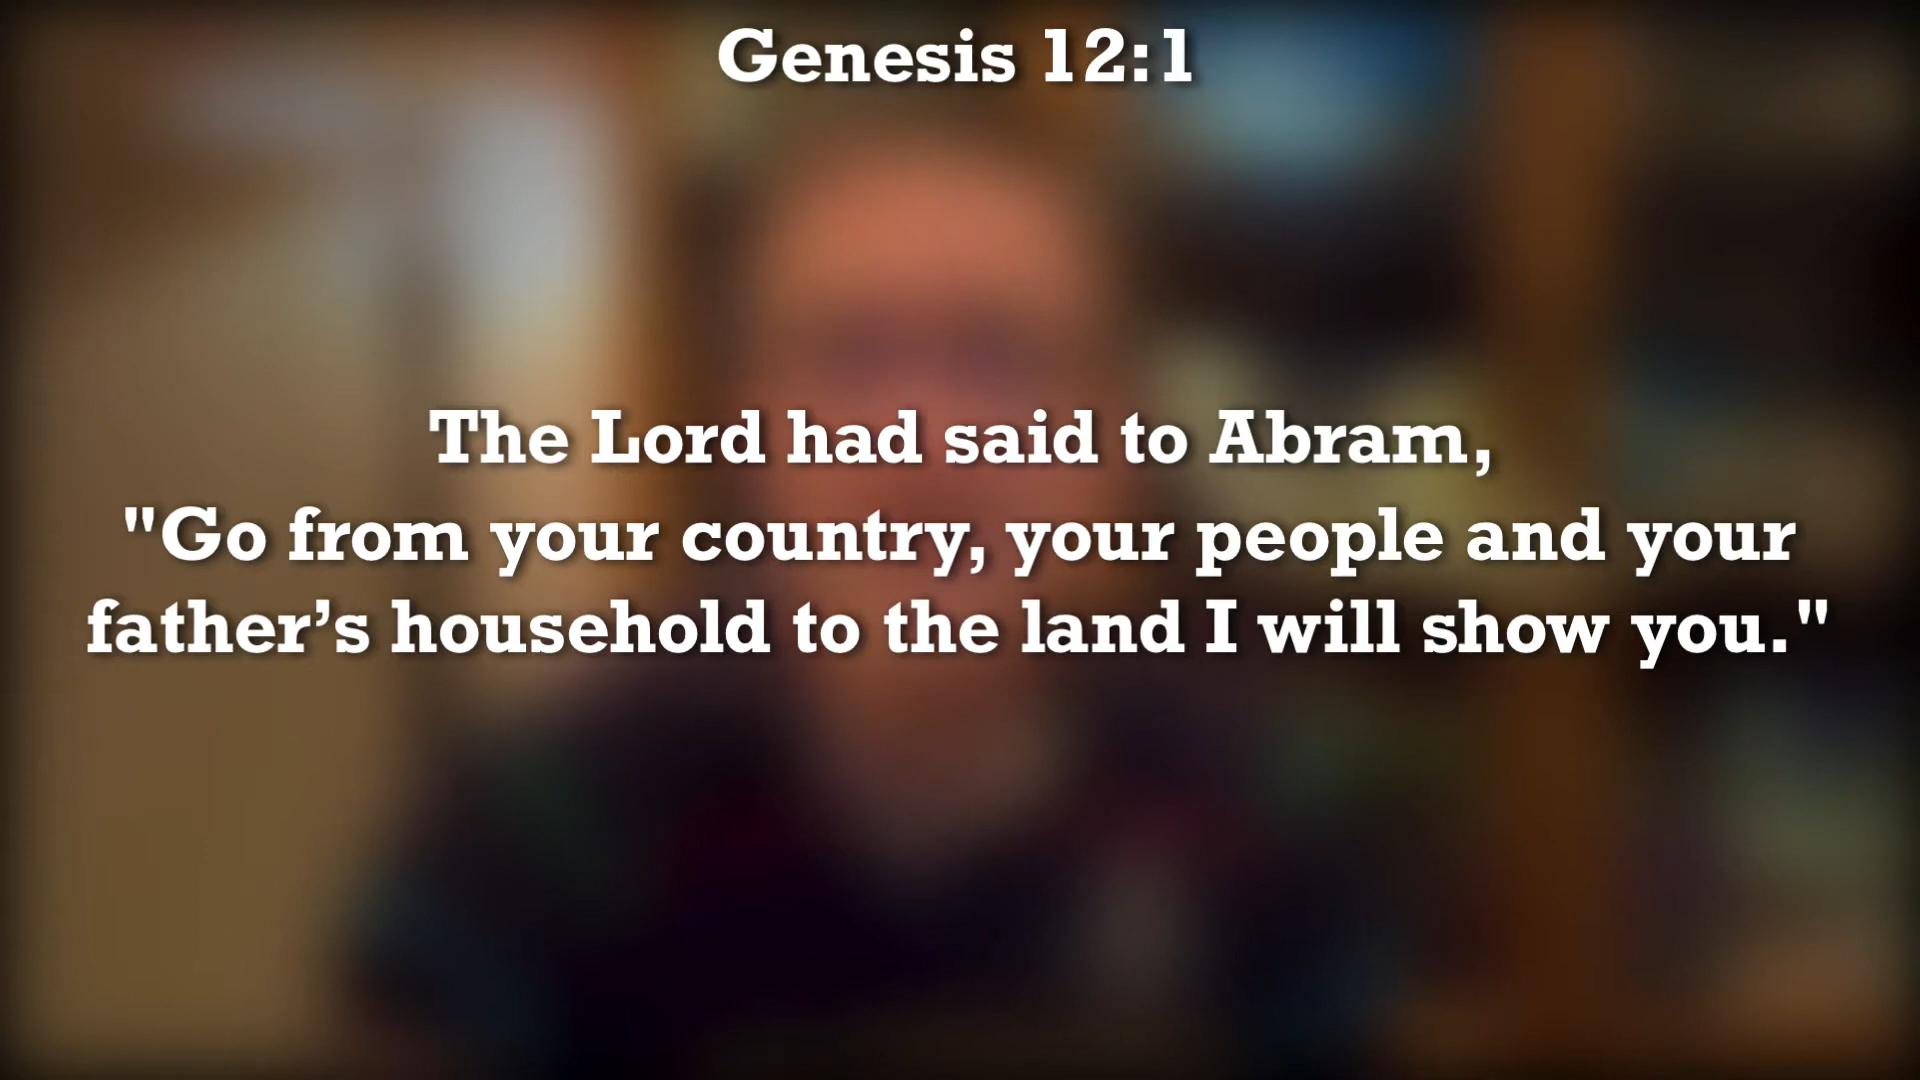 Genesis 12:1
The Lord had said to Abram,
"Go from your country, your people and your
father’s household to the land I will show you."